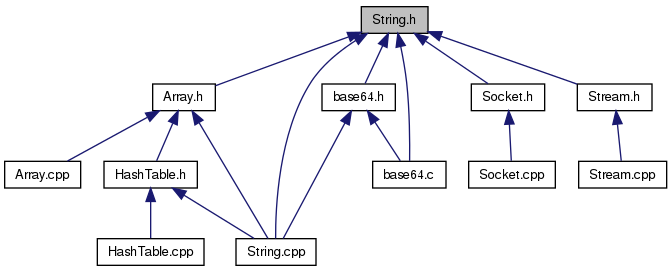 String.h
Array.h
base64.h
Socket.h
Stream.h
Array.cpp
HashTable.h
base64.c
Socket.cpp
Stream.cpp
HashTable.cpp
String.cpp